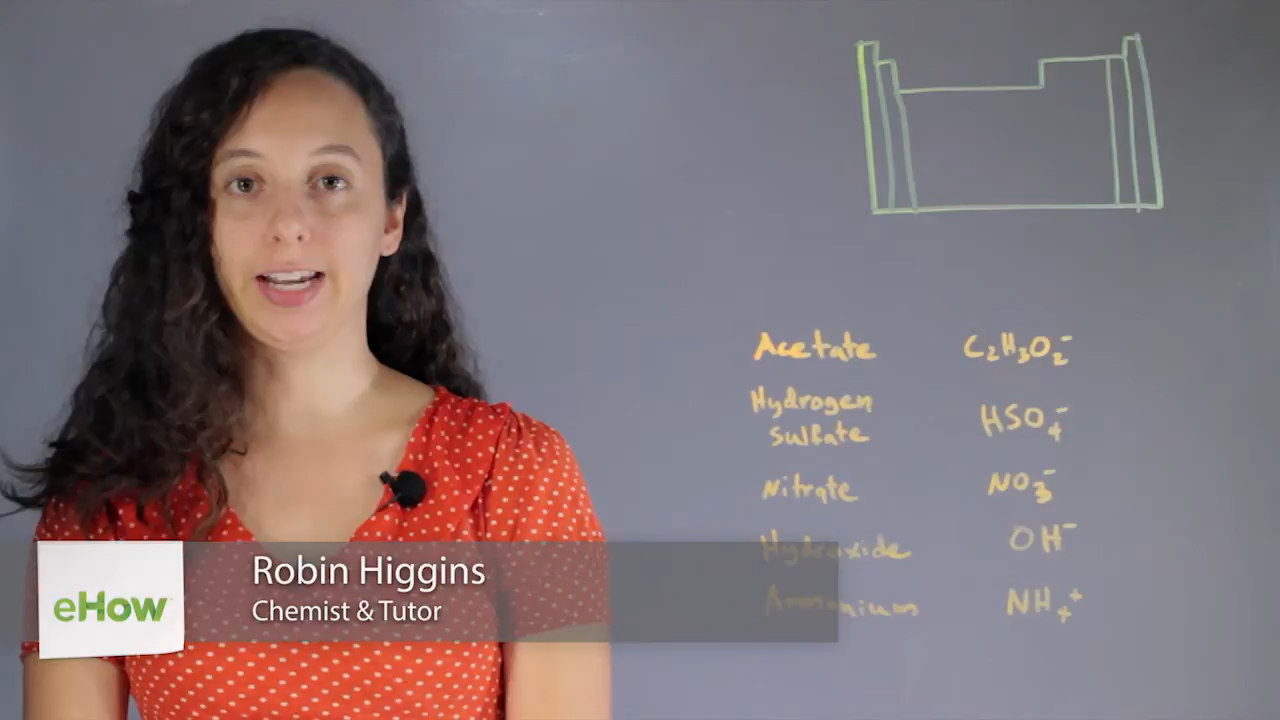 Acetate C₂H₃O₂⁻
Hydrogen
Sulfate HSO₄⁻
Nitrate NO₃⁻
Hydroxide OH⁻
Ammonium NH₄⁺
Robin Higgins
Chemist & Tutor
eHow